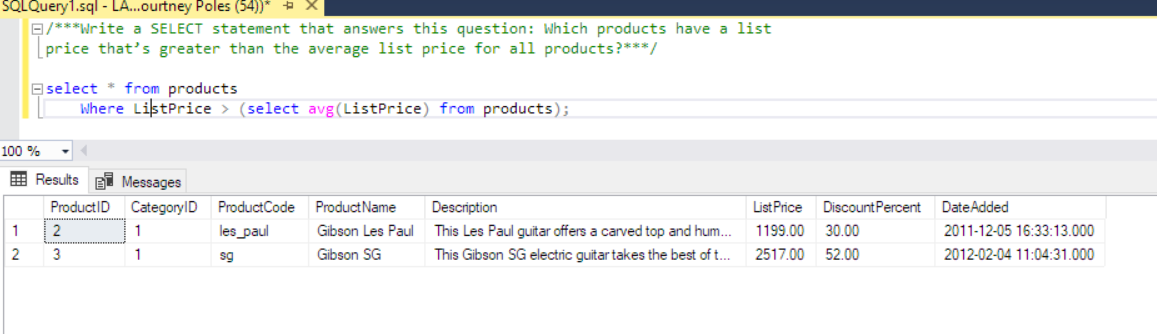 SQLQuery1.sql - LA...ourtney Poles (54))*
/***Write a SELECT statement that answers this question: Which products have a list
price that’s greater than the average list price for all products?***/
select * from products
Where ListPrice > (select avg(ListPrice) from products);
100 %
Results Messages
ProductID CategoryID ProductCode ProductName Description ListPrice DiscountPercent DateAdded
1 2 1 les_paul Gibson Les Paul This Les Paul guitar offers a carved top and hum... 1199.00 30.00 2011-12-05 16:33:13.000
2 3 1 sg Gibson SG This Gibson SG electric guitar takes the best of t... 2517.00 52.00 2012-02-04 11:04:31.000